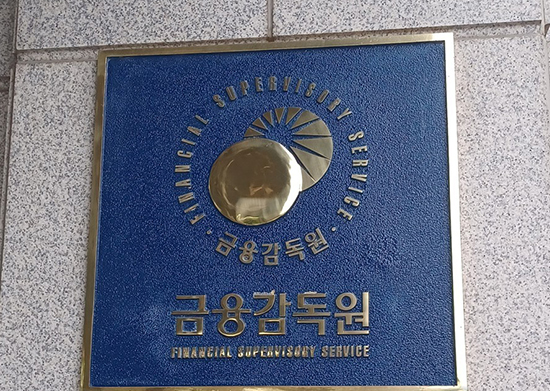 · FINANCIAL SUPERVISORY SERVICE ·
금융감독원
금융감독원
FINANCIAL SUPERVISORY SERVICE